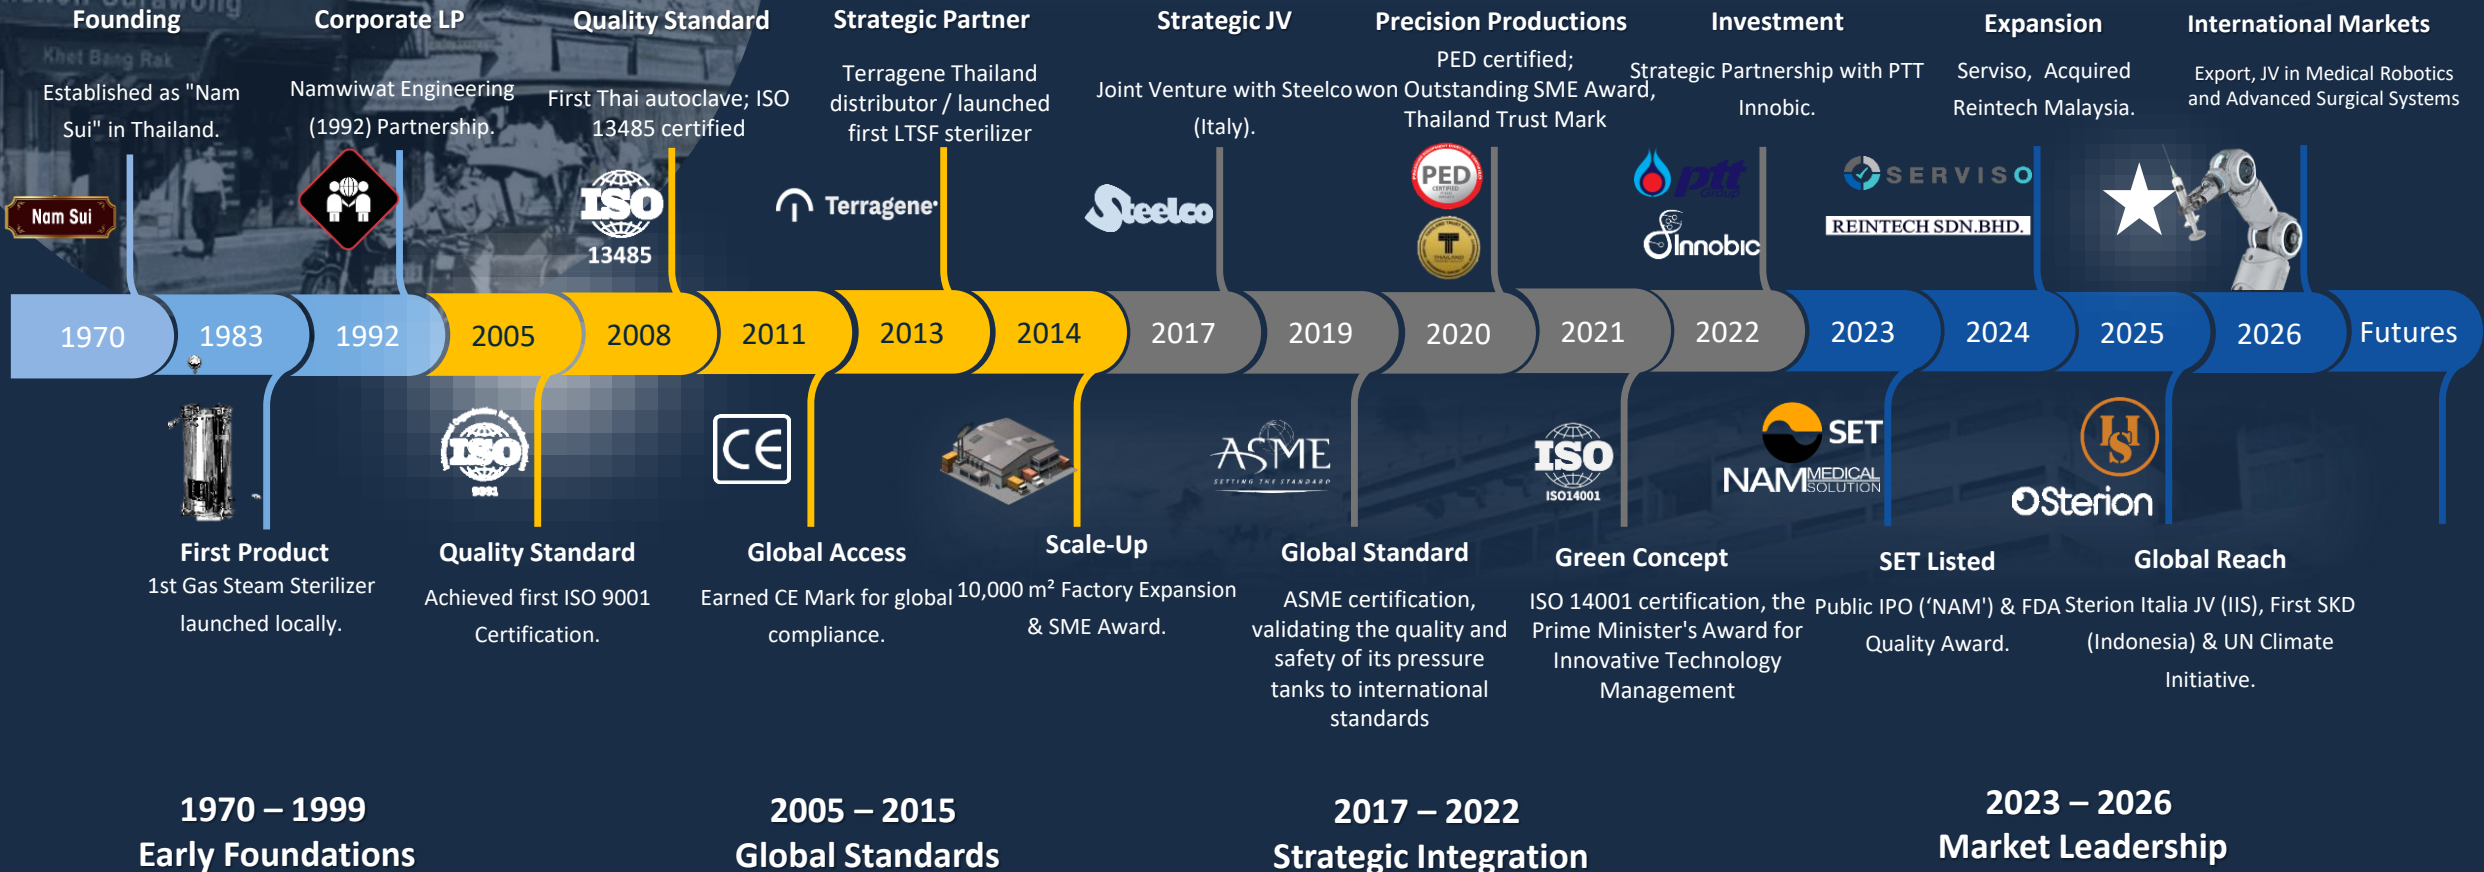 Khet Bang Rak
Founding
Established as "Nam
Sui" in Thailand.
Nam Sui
Corporate LP
Namwiwat Engineering
(1992) Partnership.
Quality Standard
First Thai autoclave; ISO
13485 certified
ISO
13485
Strategic Partner
Terragene Thailand
distributor / launched
first LTSF sterilizer
Terragene
Strategic JV
Joint Venture with Steelco
(Italy).
Steelco
Precision Productions
PED certified;
won Outstanding SME Award,
Thailand Trust Mark
PED
CERTIFIED
T
THAILAND
Investment
Strategic Partnership with PTT
Innobic.
ptt
Group
Innobic
Expansion
Serviso, Acquired
Reintech Malaysia.
SERVISO
REINTECH SDN.BHD.
International Markets
Export, JV in Medical Robotics
and Advanced Surgical Systems
1970
1983
1992
2005
2008
2011
2013
2014
2017
2019
2020
2021
2022
2023
2024
2025
2026
Futures
First Product
1st Gas Steam Sterilizer
launched locally.
ISO
9001
Quality Standard
Achieved first ISO 9001
Certification.
CE
Global Access
Earned CE Mark for global
compliance.
Scale-Up
10,000 m² Factory Expansion
& SME Award.
ASME
SETTING THE STANDARD
Global Standard
ASME certification,
validating the quality and
safety of its pressure
tanks to international
standards
ISO
ISO14001
Green Concept
ISO 14001 certification, the
Prime Minister's Award for
Innovative Technology
Management
SET
NAM MEDICAL
SOLUTION
SET Listed
Public IPO (‘NAM') & FDA
Quality Award.
Sterion
Global Reach
Sterion Italia JV (IIS), First SKD
(Indonesia) & UN Climate
Initiative.
1970 – 1999
Early Foundations
2005 – 2015
Global Standards
2017 – 2022
Strategic Integration
2023 – 2026
Market Leadership